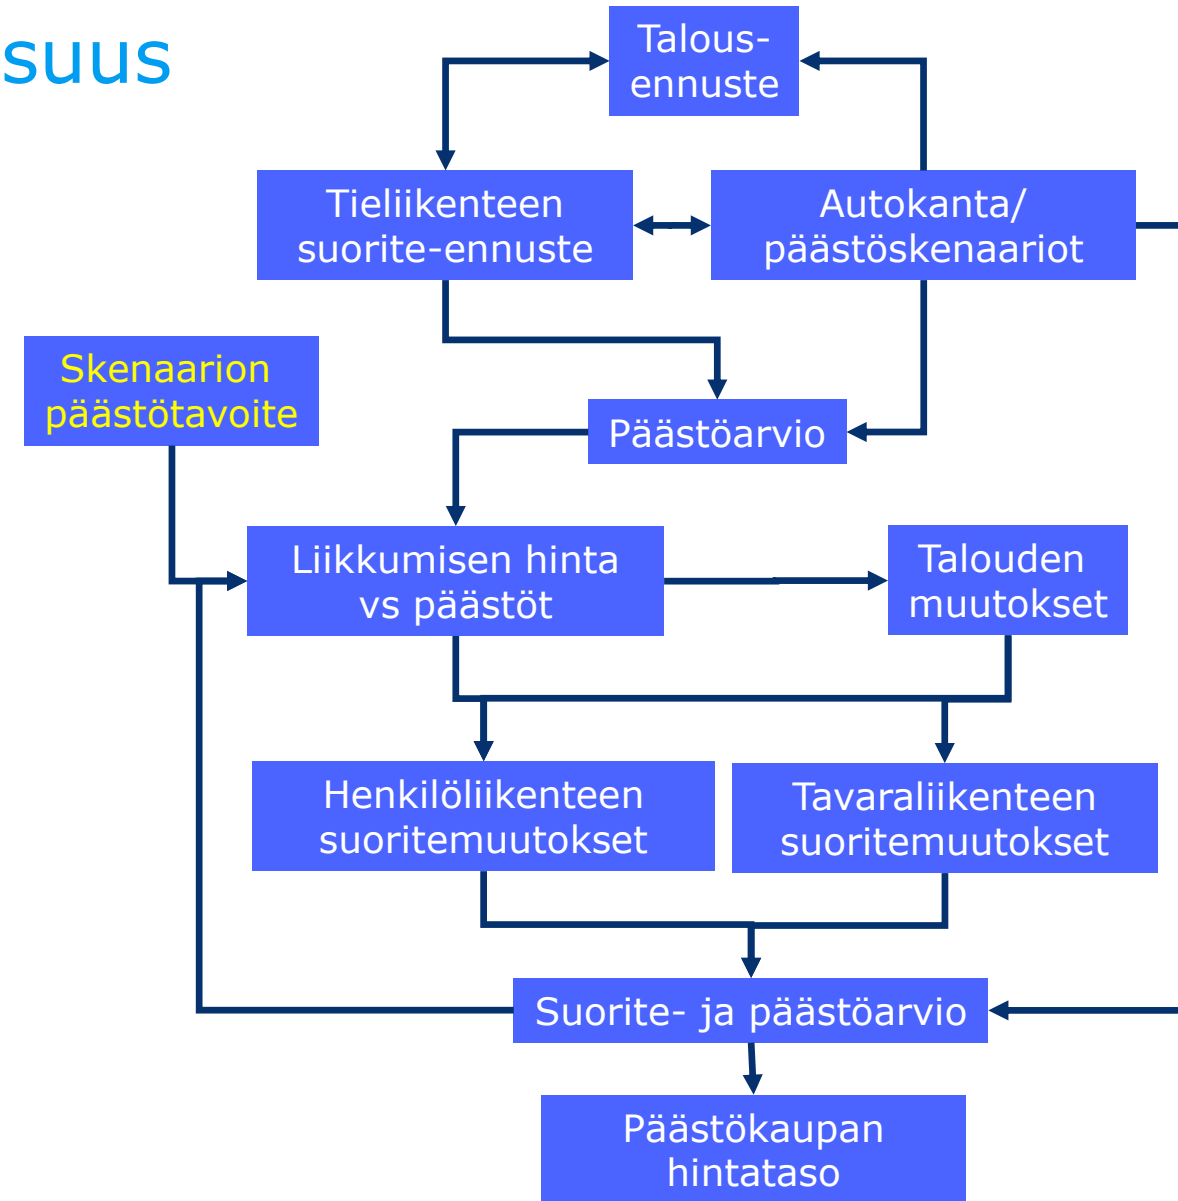 suus
Talous-
ennuste
Tieliikenteen
suorite-ennuste
Autokanta/
päästöskenaariot
Skenaarion
päästötavoite
Päästöarvio
Liikkumisen hinta
vs päästöt
Talouden
muutokset
Henkilöliikenteen
suoritemuutokset
Tavaraliikenteen
suoritemuutokset
Suorite- ja päästöarvio
Päästökaupan
hintataso